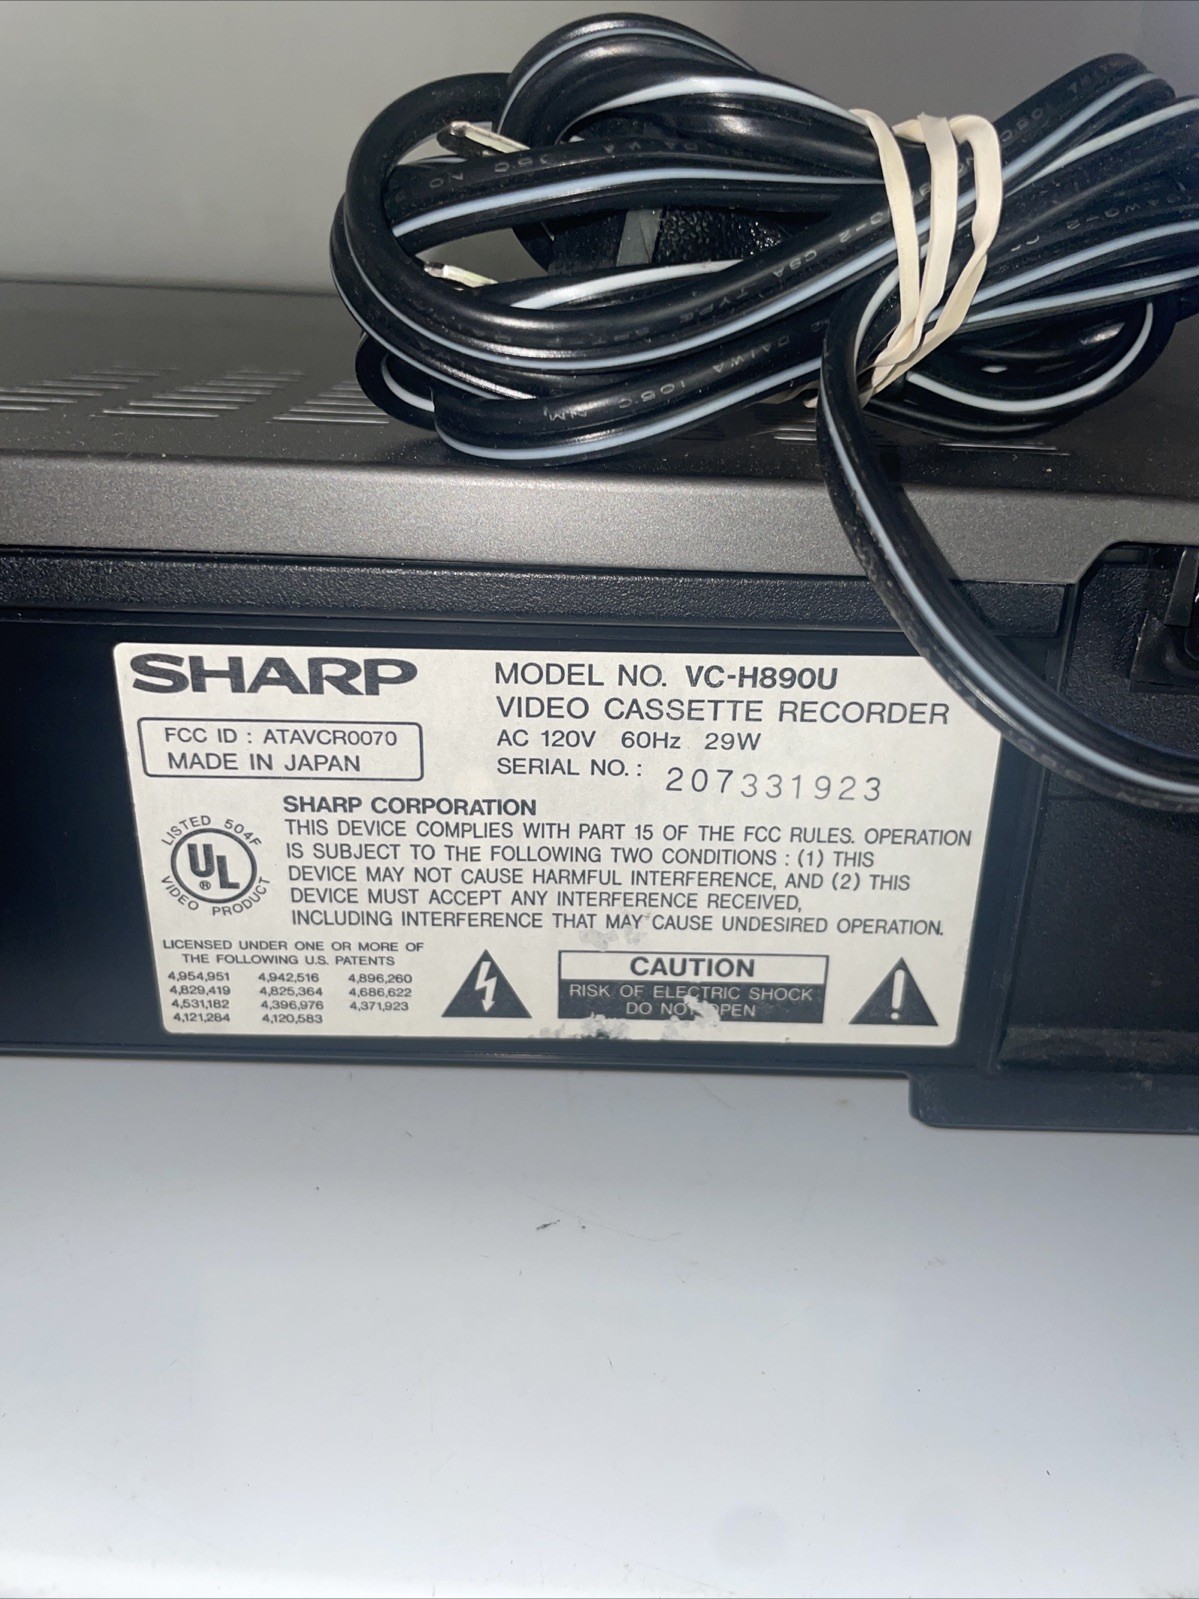 DAIWA 105C NM
SHARP
MODEL NO. VC-H890U
VIDEO CASSETTE RECORDER
FCC ID : ATAVCR0070
MADE IN JAPAN
AC 120V 60Hz 29W
SERIAL NO. : 207331923
SHARP CORPORATION
THIS DEVICE COMPLIES WITH PART 15 OF THE FCC RULES. OPERATION
IS SUBJECT TO THE FOLLOWING TWO CONDITIONS : (1) THIS
DEVICE MAY NOT CAUSE HARMFUL INTERFERENCE, AND (2) THIS
DEVICE MUST ACCEPT ANY INTERFERENCE RECEIVED,
INCLUDING INTERFERENCE THAT MAY CAUSE UNDESIRED OPERATION.
LISTED 504F
UL ®
VIDEO PRODUCT
LICENSED UNDER ONE OR MORE OF
THE FOLLOWING U.S. PATENTS
4,954,951 4,942,516 4,896,260
4,829,419 4,825,364 4,686,622
4,531,182 4,396,976 4,371,923
4,121,284 4,120,583
CAUTION
RISK OF ELECTRIC SHOCK
DO NOT OPEN